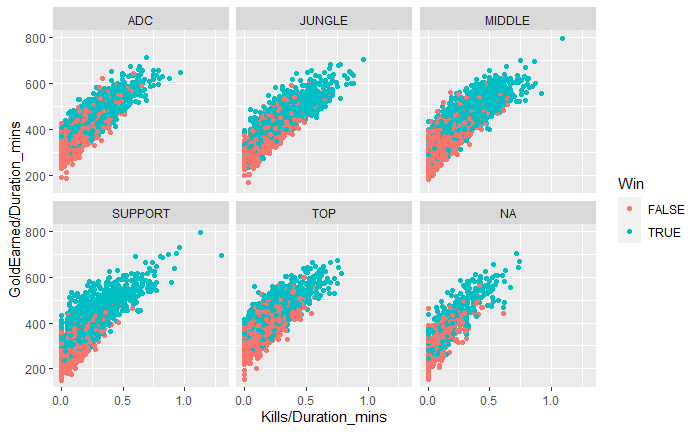 ADC JUNGLE MIDDLE
800
600
400
200
SUPPORT TOP NA
800
600
400
200
0.0 0.5 1.0 0.0 0.5 1.0 0.0 0.5 1.0
Kills/Duration_mins
GoldEarned/Duration_mins
Win
FALSE
TRUE